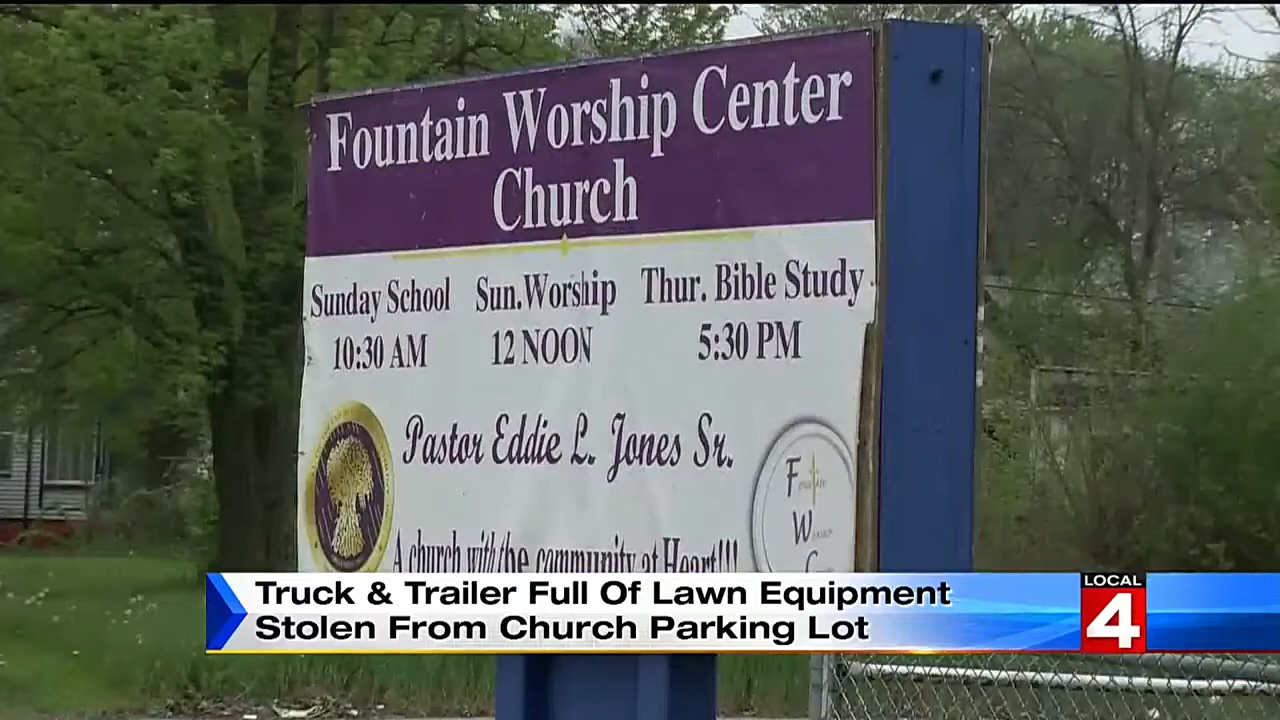 Fountain Worship Center
Church
Sunday School Sun.Worship Thur. Bible Study
10:30 AM 12 NOON 5:30 PM
Pastor Eddie L. Jones Sr.
F
W
A church with the community at Heart!!!
Truck & Trailer Full Of Lawn Equipment
Stolen From Church Parking Lot
LOCAL
4